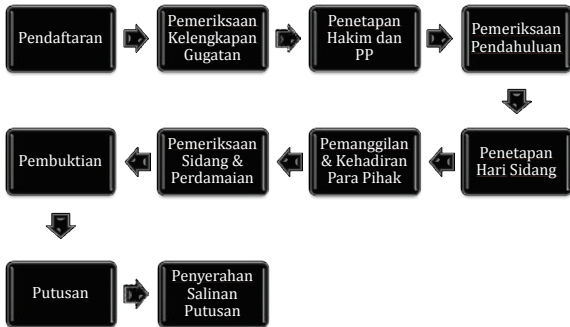 Pendaftaran
Pemeriksaan
Kelengkapan
Gugatan
Penetapan
Hakim dan
PP
Pemeriksaan
Pendahuluan
Penetapan
Hari Sidang
Pemanggilan
& Kehadiran
Para Pihak
Pemeriksaan
Sidang &
Perdamaian
Pembuktian
Putusan
Penyerahan
Salinan
Putusan